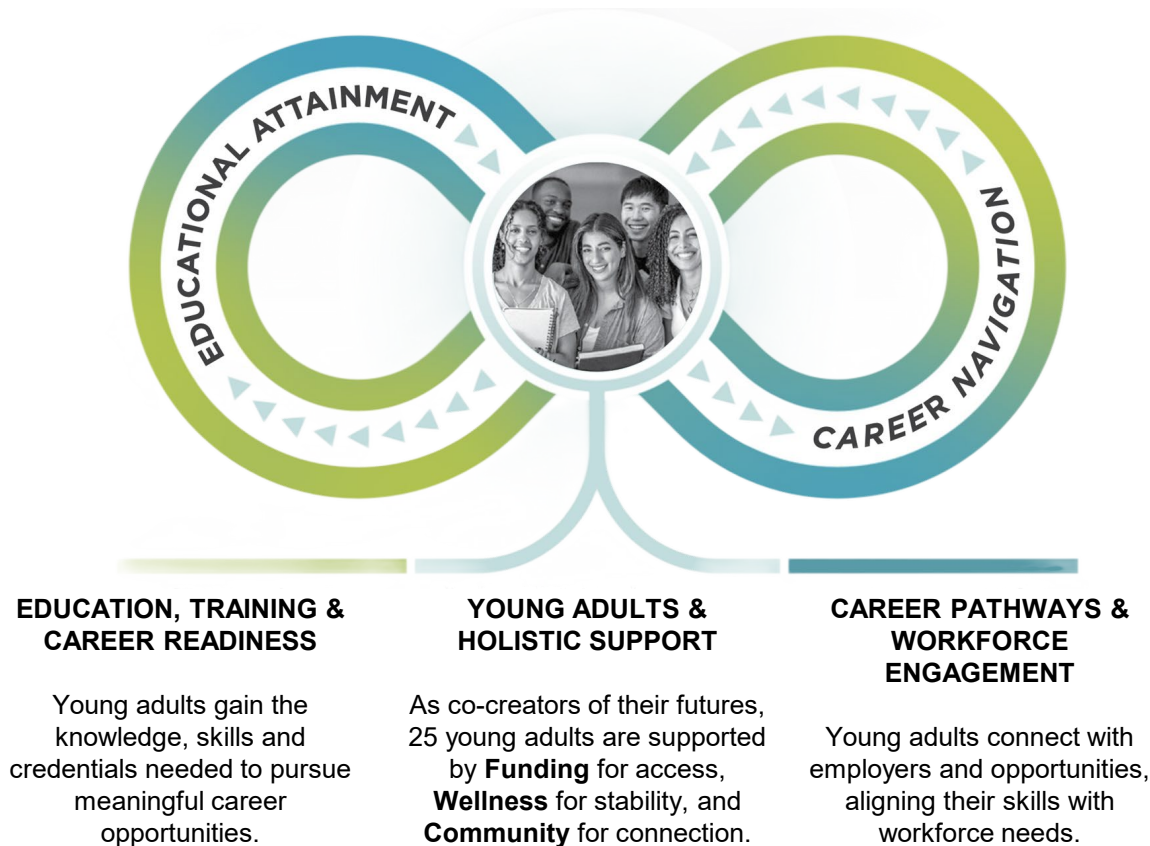 EDUCATIONAL ATTAINMENT
CAREER NAVIGATION
EDUCATION, TRAINING &
CAREER READINESS
Young adults gain the
knowledge, skills and
credentials needed to pursue
meaningful career
opportunities.
YOUNG ADULTS &
HOLISTIC SUPPORT
As co-creators of their futures,
25 young adults are supported
by Funding for access,
Wellness for stability, and
Community for connection.
CAREER PATHWAYS &
WORKFORCE
ENGAGEMENT
Young adults connect with
employers and opportunities,
aligning their skills with
workforce needs.